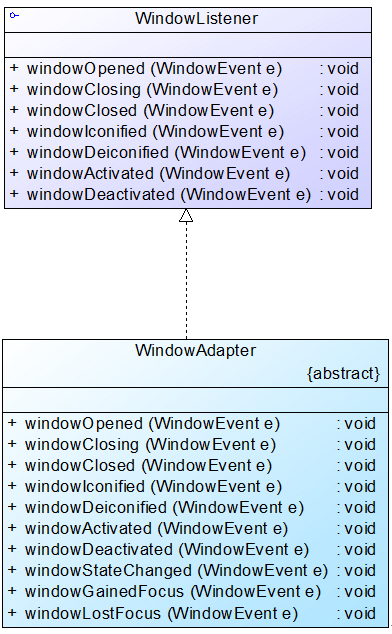 WindowListener
+ windowOpened (WindowEvent e) : void
+ windowClosing (WindowEvent e) : void
+ windowClosed (WindowEvent e) : void
+ windowIconified (WindowEvent e) : void
+ windowDeiconified (WindowEvent e) : void
+ windowActivated (WindowEvent e) : void
+ windowDeactivated (WindowEvent e) : void
WindowAdapter
{abstract}
+ windowOpened (WindowEvent e) : void
+ windowClosing (WindowEvent e) : void
+ windowClosed (WindowEvent e) : void
+ windowIconified (WindowEvent e) : void
+ windowDeiconified (WindowEvent e) : void
+ windowActivated (WindowEvent e) : void
+ windowDeactivated (WindowEvent e) : void
+ windowStateChanged (WindowEvent e) : void
+ windowGainedFocus (WindowEvent e) : void
+ windowLostFocus (WindowEvent e) : void